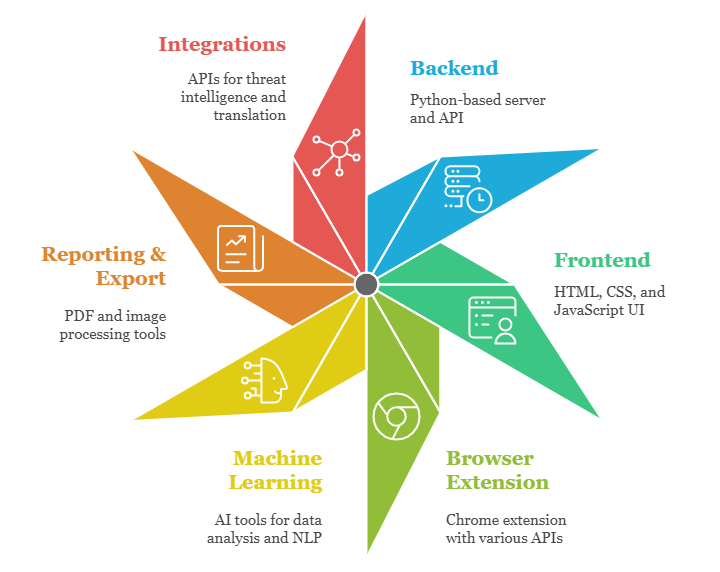 Integrations
APIs for threat
intelligence and
translation
Backend
Python-based server
and API
Reporting &
Export
PDF and image
processing tools
Frontend
HTML, CSS, and
JavaScript UI
Machine
Learning
AI tools for data
analysis and NLP
Browser
Extension
Chrome extension
with various APIs